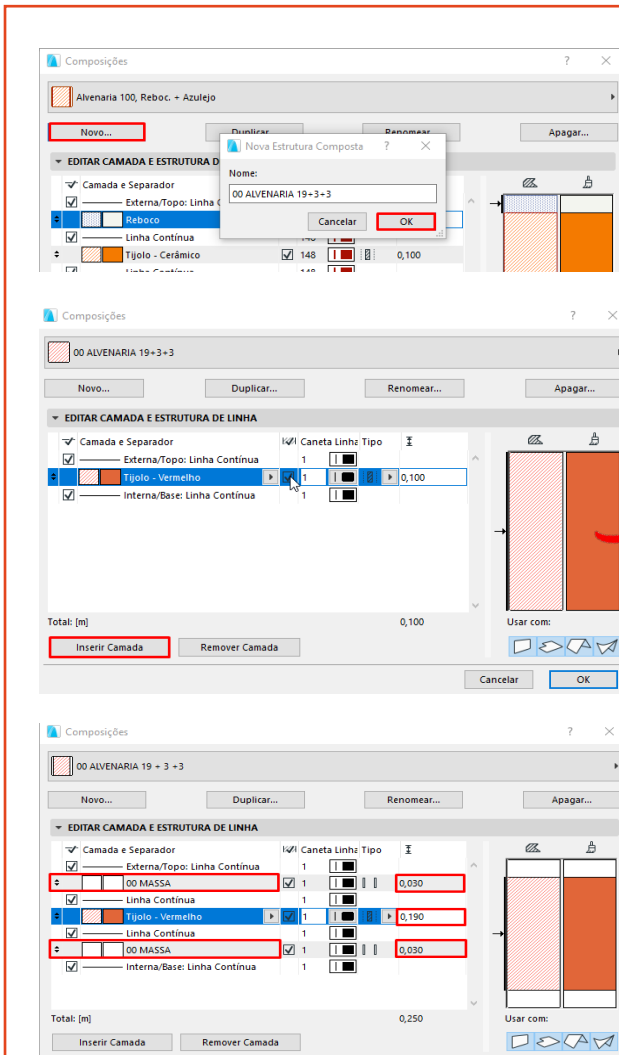 Composições ? ×
Alvenaria 100, Reboc. + Azulejo
Novo... Duplicar Renomear Apagar...
Nova Estrutura Composta ? ×
EDITAR CAMADA E ESTRUTURA D
Nome:
Camada e Separador
00 ALVENARIA 19+3+3
Externa/Topo: Linha
Reboco
Cancelar OK
Linha Contínua 148
Tijolo - Cerâmico 148 0,100
Linha Contínua 148
Composições ? ×
00 ALVENARIA 19+3+3
Novo... Duplicar... Renomear... Apagar...
EDITAR CAMADA E ESTRUTURA DE LINHA
Camada e Separador Caneta Linha Tipo
Externa/Topo: Linha Contínua 1
Tijolo - Vermelho 1 0,100
Interna/Base: Linha Contínua 1
Total: [m] 0,100 Usar com:
Inserir Camada Remover Camada
Cancelar OK
Composições ? ×
00 ALVENARIA 19 + 3 +3
Novo... Duplicar... Renomear... Apagar...
EDITAR CAMADA E ESTRUTURA DE LINHA
Camada e Separador Caneta Linha Tipo
Externa/Topo: Linha Contínua 1
00 MASSA 1 0,030
Linha Contínua 1
Tijolo - Vermelho 1 0,190
Linha Contínua 1
00 MASSA 1 0,030
Interna/Base: Linha Contínua 1
Total: [m] 0,250 Usar com:
Inserir Camada Remover Camada